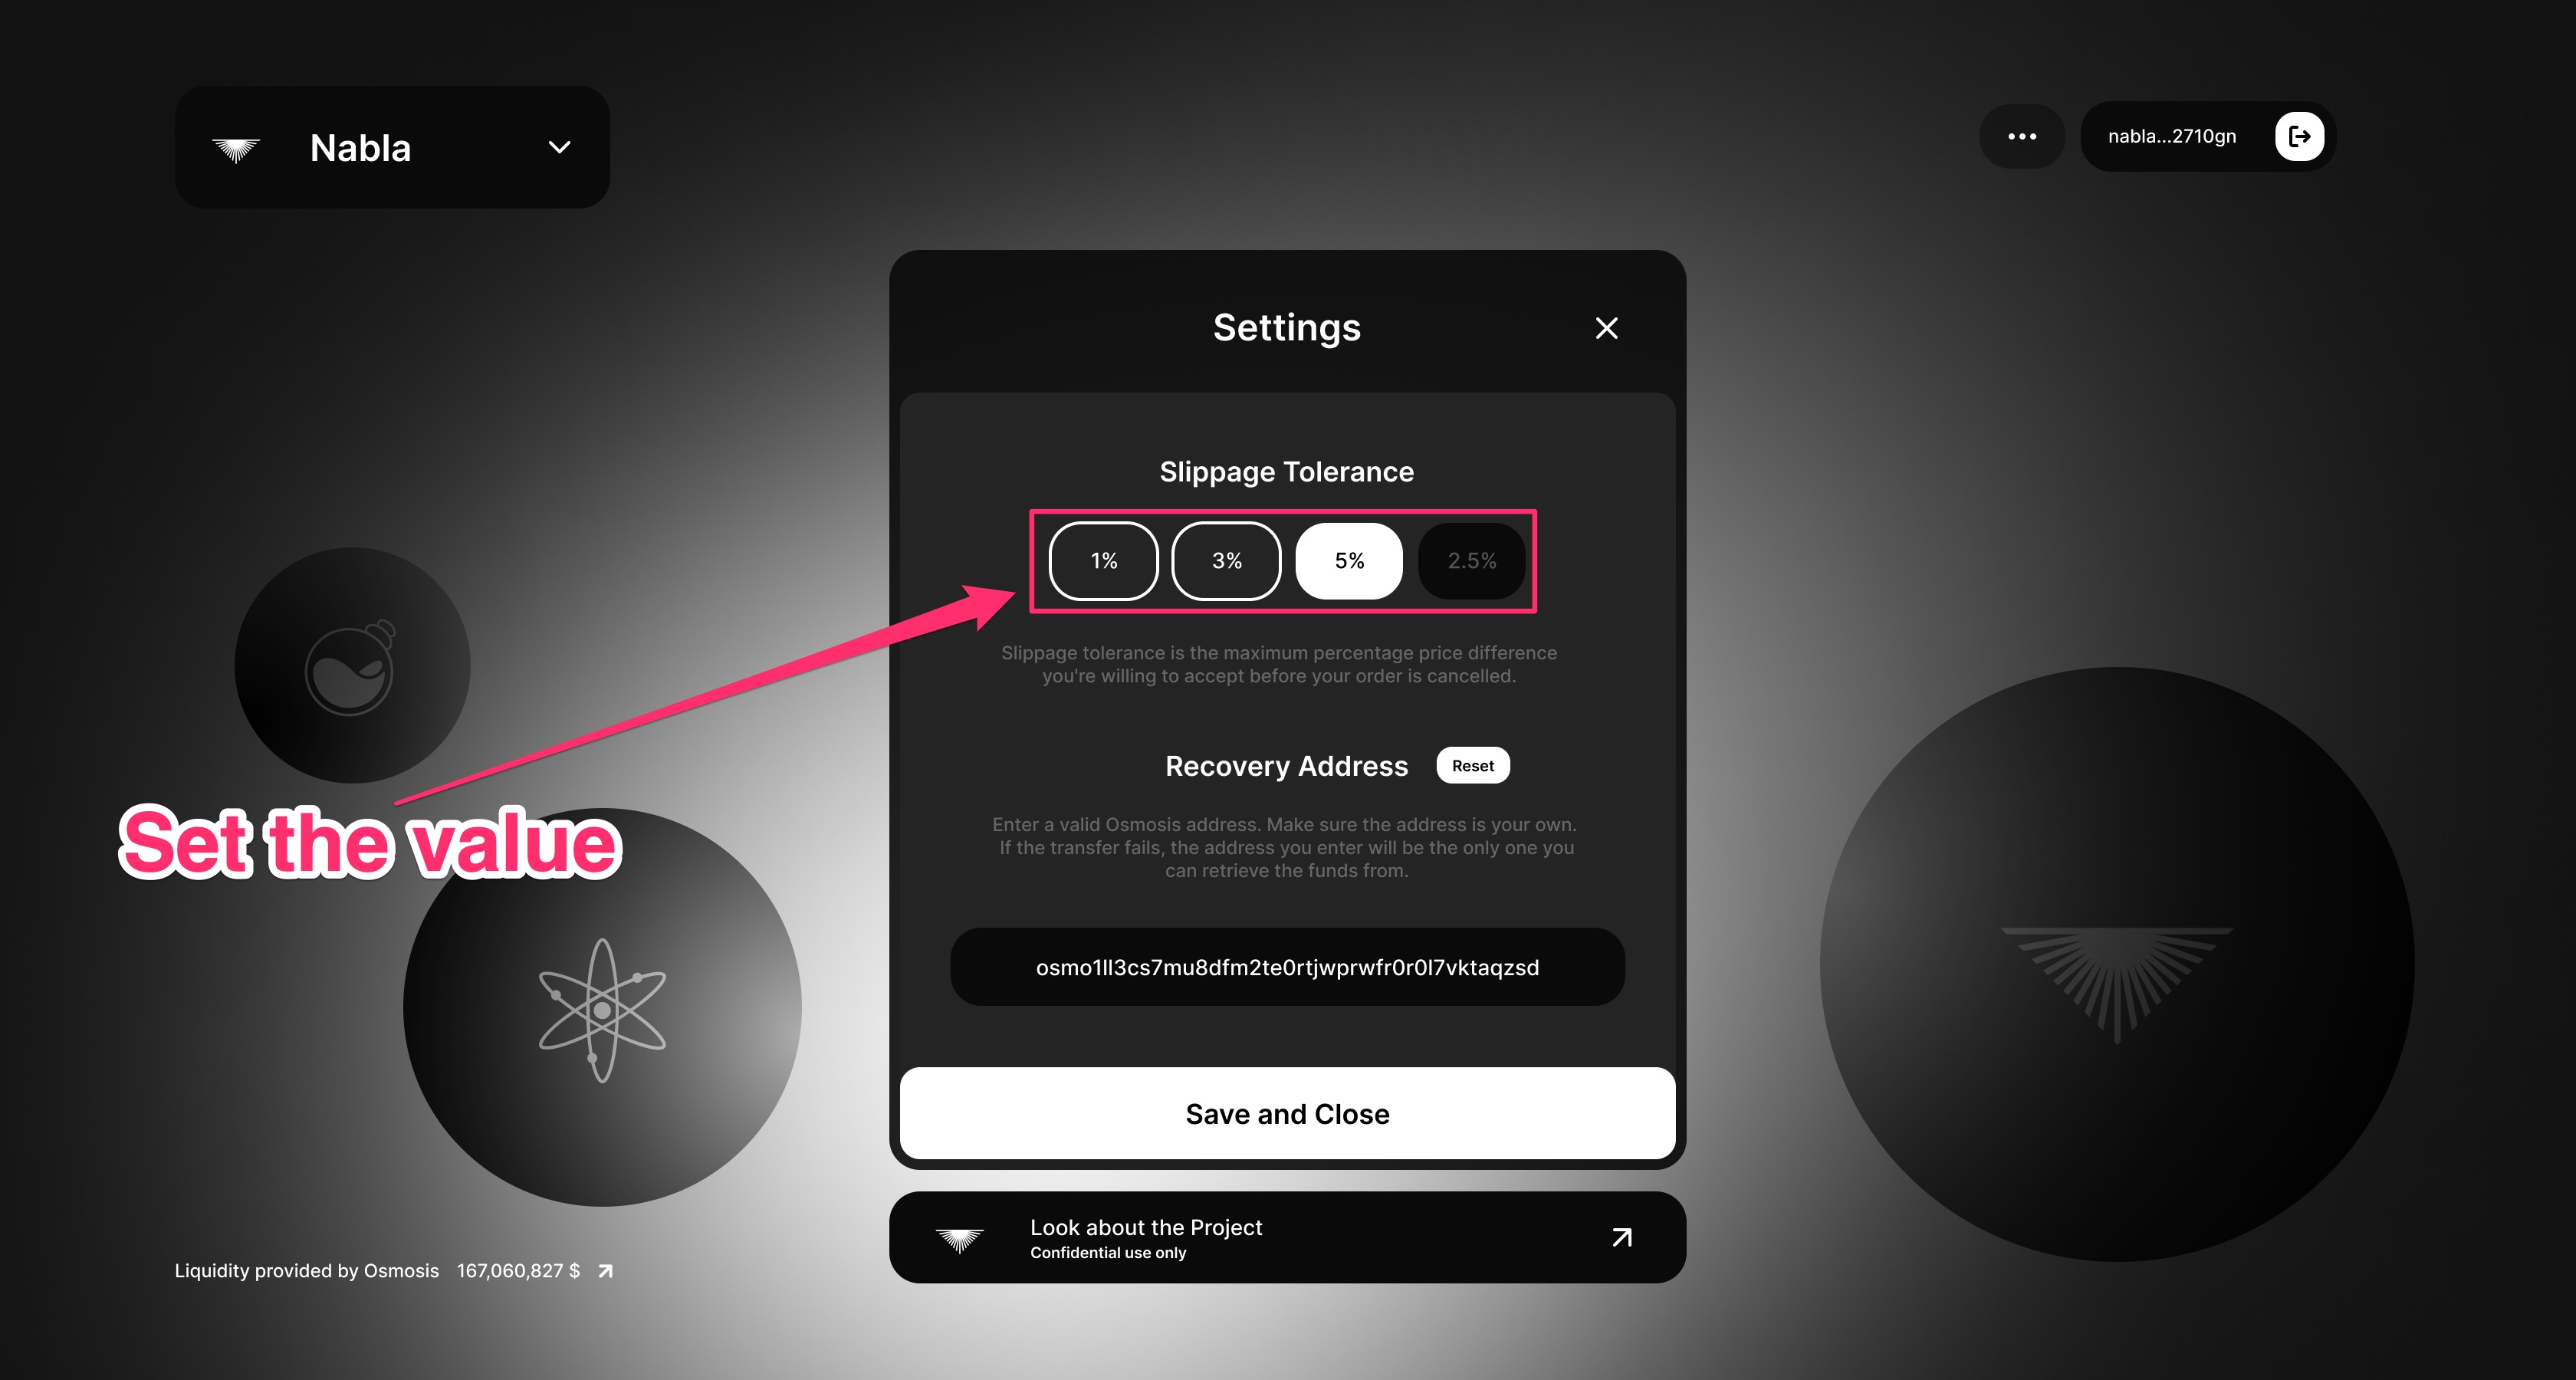 Nabla
nabla...2710gn
Settings
Slippage Tolerance
1%
3%
5%
2.5%
Slippage tolerance is the maximum percentage price difference
you're willing to accept before your order is cancelled.
Recovery Address
Reset
Set the value
Enter a valid Osmosis address. Make sure the address is your own.
If the transfer fails, the address you enter will be the only one you
can retrieve the funds from.
osmo1ll3cs7mu8dfm2te0rtjwprwfr0r0l7vktaqzsd
Save and Close
Look about the Project
Confidential use only
Liquidity provided by Osmosis 167,060,827 $